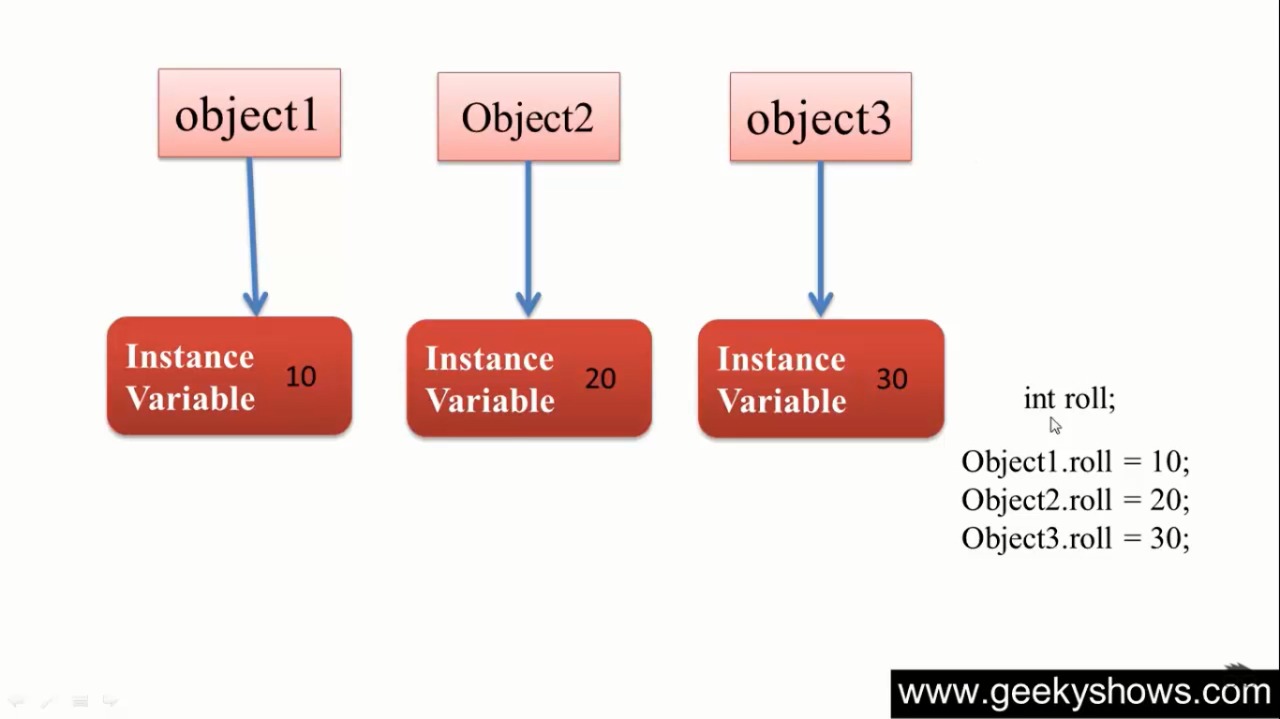 object1
Object2
object3
Instance
Variable
10
Instance
Variable
20
Instance
Variable
30
int roll;
Object1.roll = 10;
Object2.roll = 20;
Object3.roll = 30;
www.geekyshows.com